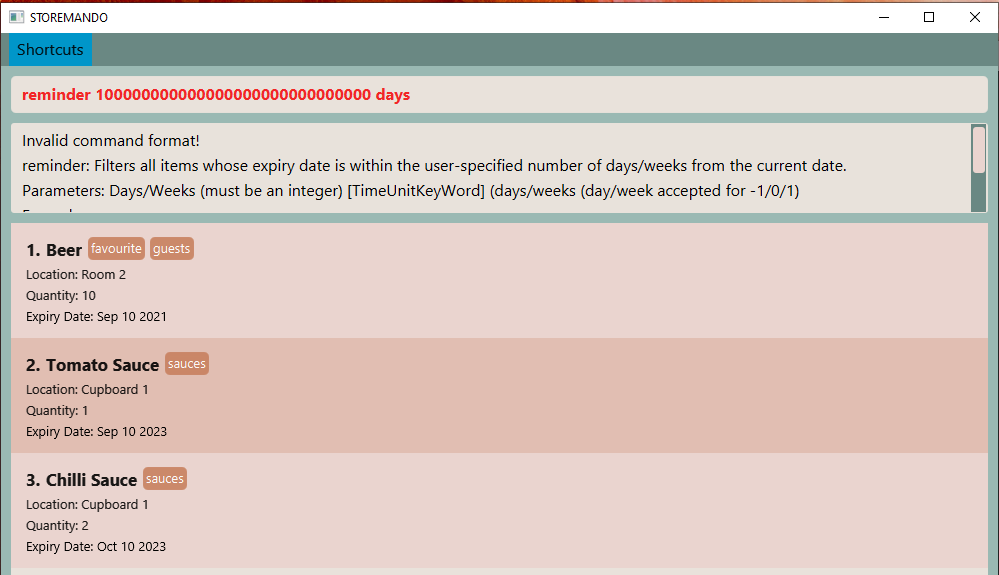 STOREMANDO
Shortcuts
reminder 1000000000000000000000000000000 days
Invalid command format!
reminder: Filters all items whose expiry date is within the user-specified number of days/weeks from the current date.
Parameters: Days/Weeks (must be an integer) [TimeUnitKeyWord] (days/weeks (day/week accepted for -1/0/1)
1. Beer favourite guests
Location: Room 2
Quantity: 10
Expiry Date: Sep 10 2021
2. Tomato Sauce sauces
Location: Cupboard 1
Quantity: 1
Expiry Date: Sep 10 2023
3. Chilli Sauce sauces
Location: Cupboard 1
Quantity: 2
Expiry Date: Oct 10 2023